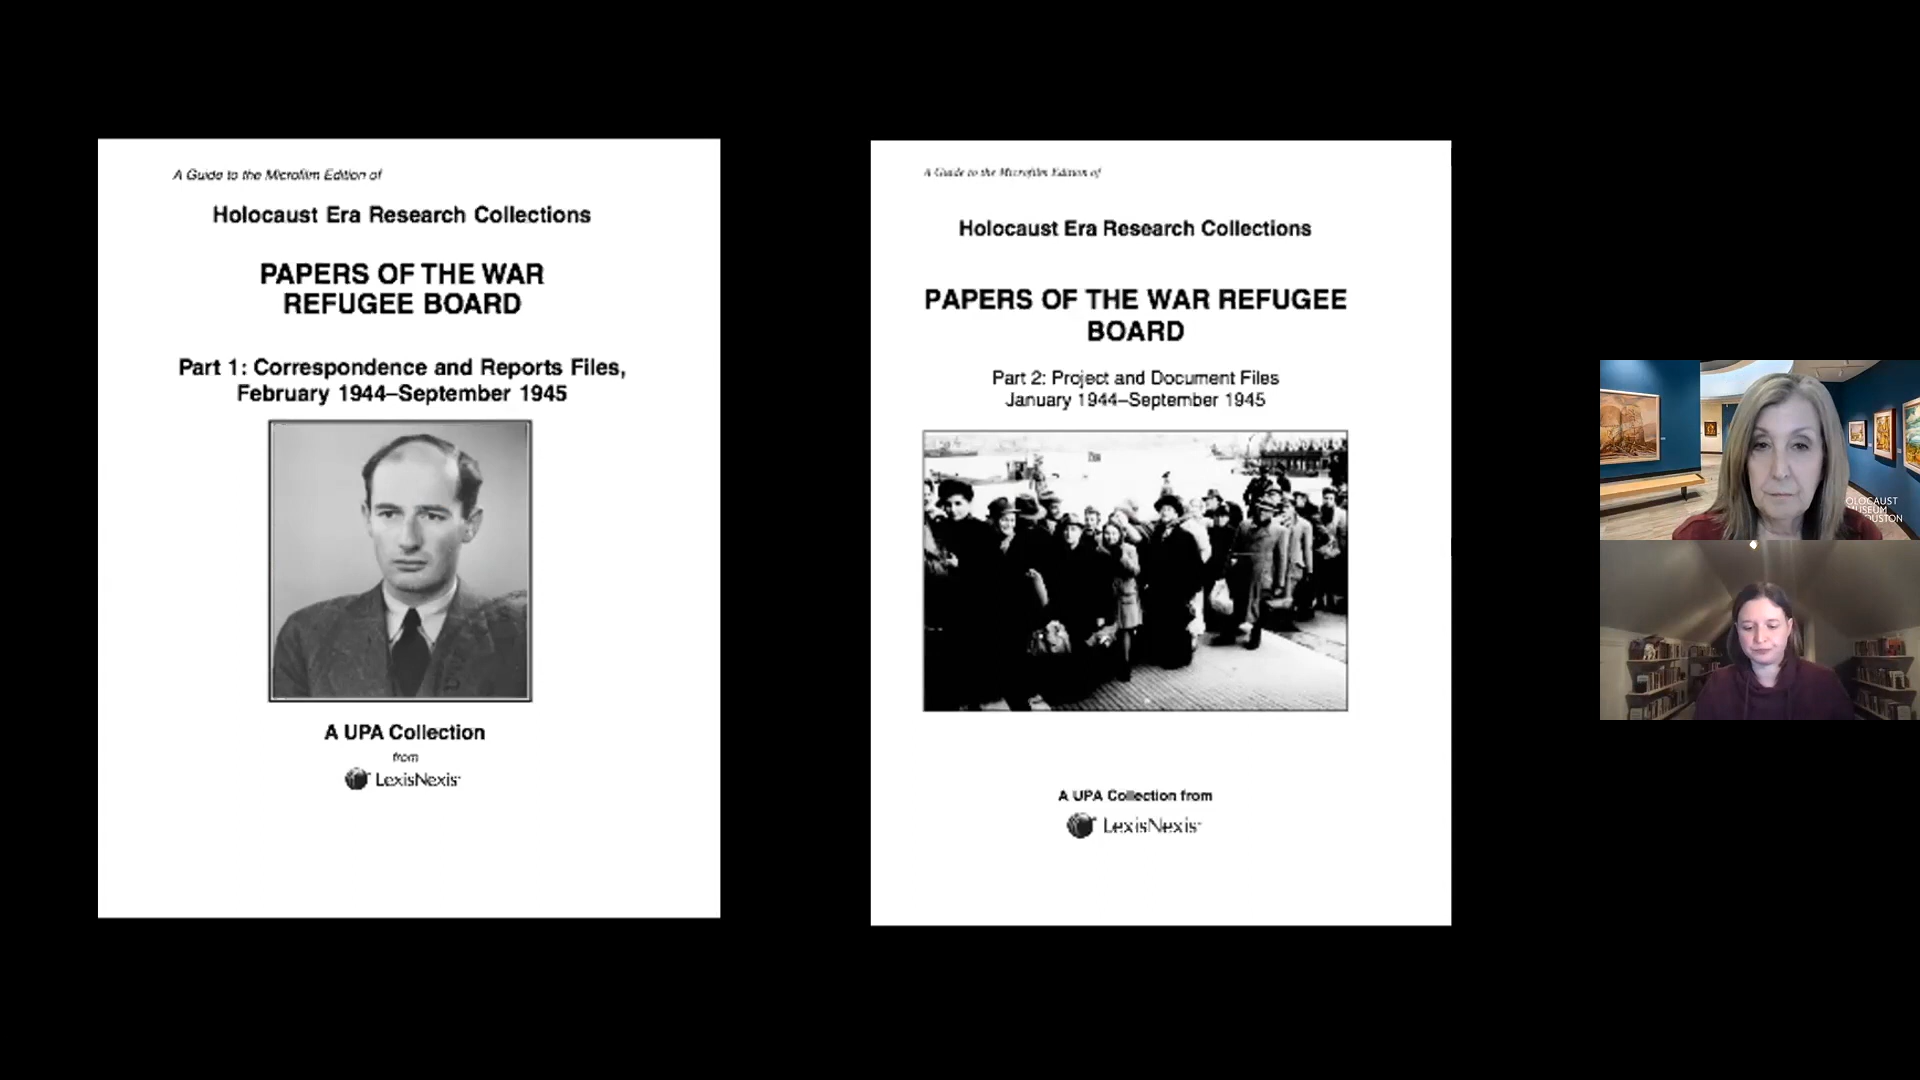 A Guide to the Microfilm Edition of
Holocaust Era Research Collections
PAPERS OF THE WAR
REFUGEE BOARD
Part 1: Correspondence and Reports Files,
February 1944–September 1945
A UPA Collection
from
LexisNexis
A Guide to the Microfilm Edition of
Holocaust Era Research Collections
PAPERS OF THE WAR REFUGEE
BOARD
Part 2: Project and Document Files
January 1944–September 1945
A UPA Collection from
LexisNexis
OLOCAUST
MUSEUM
OUSTON